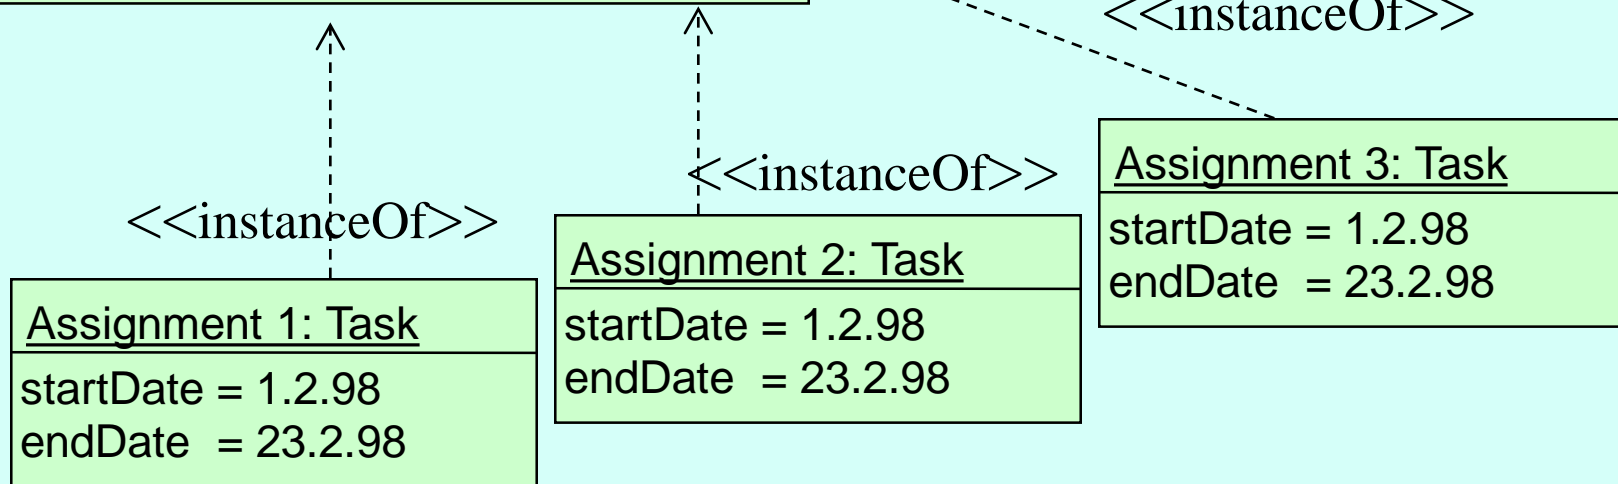 <<instanceOf>>
<<instanceOf>>
<<instanceOf>>
Assignment 1: Task
startDate = 1.2.98
endDate  = 23.2.98
Assignment 2: Task
startDate = 1.2.98
endDate  = 23.2.98
Assignment 3: Task
startDate = 1.2.98
endDate  = 23.2.98